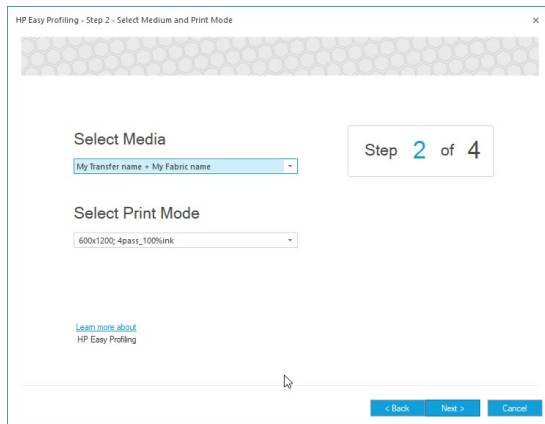 HP Easy Profiling - Step 2 - Select Medium and Print Mode
Select Media
My Transfer name + My Fabric name
Step 2 of 4
Select Print Mode
600x1200; 4pass_100%ink
Learn more about
HP Easy Profiling
< Back Next > Cancel